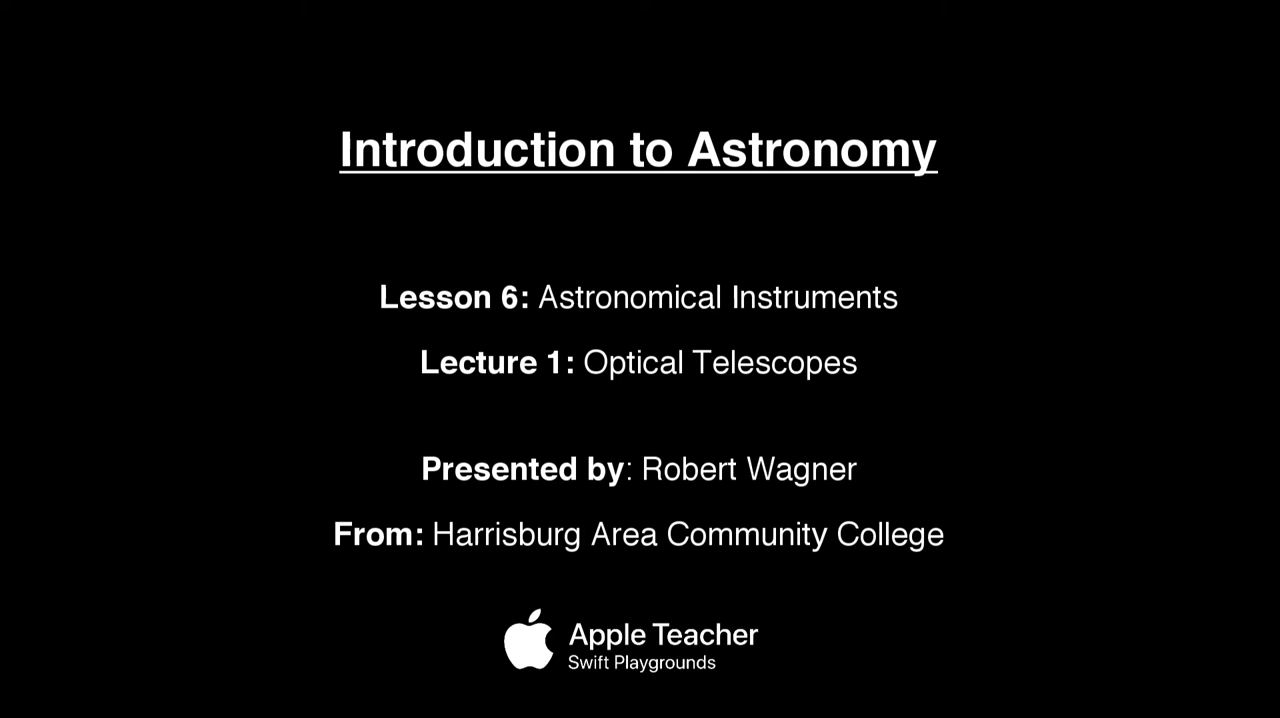 Introduction to Astronomy
Lesson 6: Astronomical Instruments
Lecture 1: Optical Telescopes
Presented by: Robert Wagner
From: Harrisburg Area Community College
Apple Teacher
Swift Playgrounds